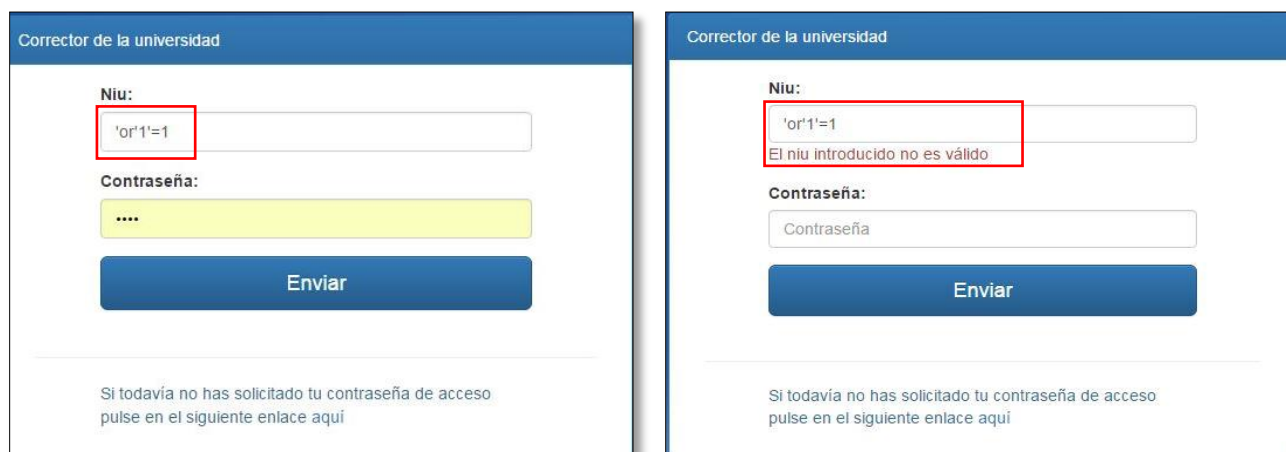 Corrector de la universidad
Niu:
'or'1'=1
Contraseña:
••••
Enviar
Si todavía no has solicitado tu contraseña de acceso
pulse en el siguiente enlace aquí
Corrector de la universidad
Niu:
'or'1'=1
El niu introducido no es válido
Contraseña:
Contraseña
Enviar
Si todavía no has solicitado tu contraseña de acceso
pulse en el siguiente enlace aquí